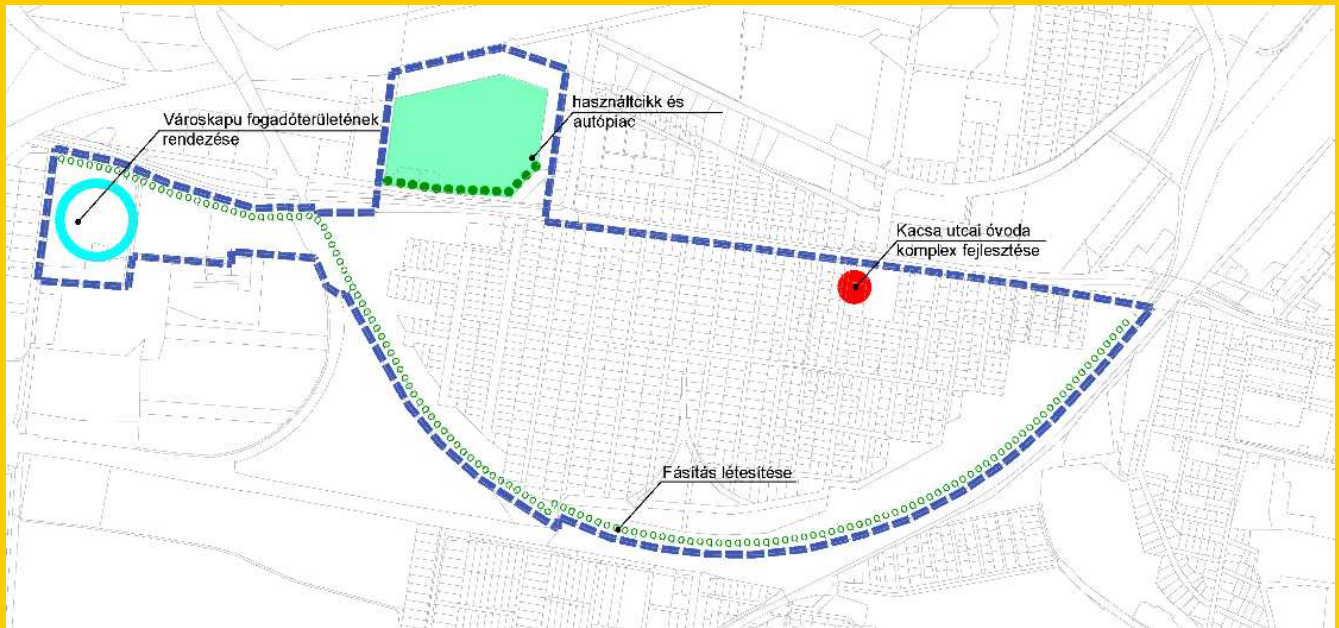 Városkapu fogadóterületének
rendezése
használtcikk és
autópiac
Kacsa utcai óvoda
komplex fejlesztése
Fásítás létesítése